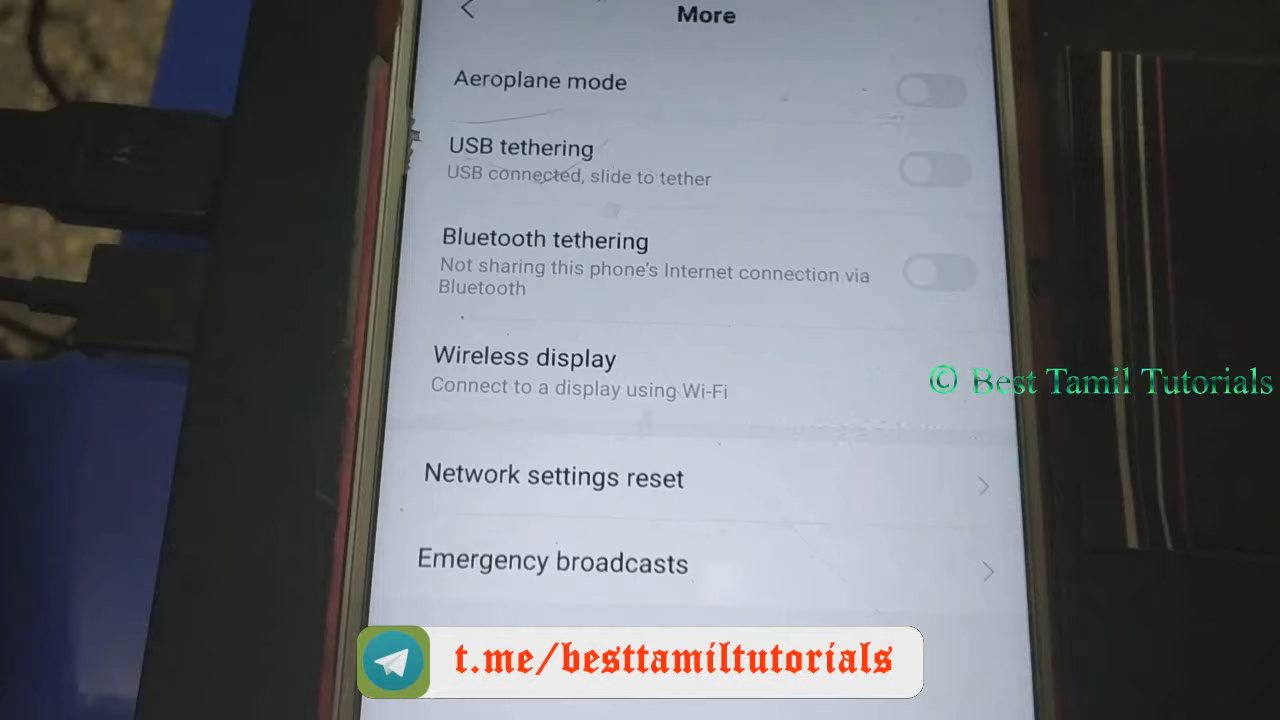 More
Aeroplane mode
USB tethering
USB connected, slide to tether
Bluetooth tethering
Not sharing this phone's Internet connection via
Bluetooth
Wireless display
Connect to a display using Wi-Fi
© Best Tamil Tutorials
Network settings reset
Emergency broadcasts
t.me/besttamiltutorials